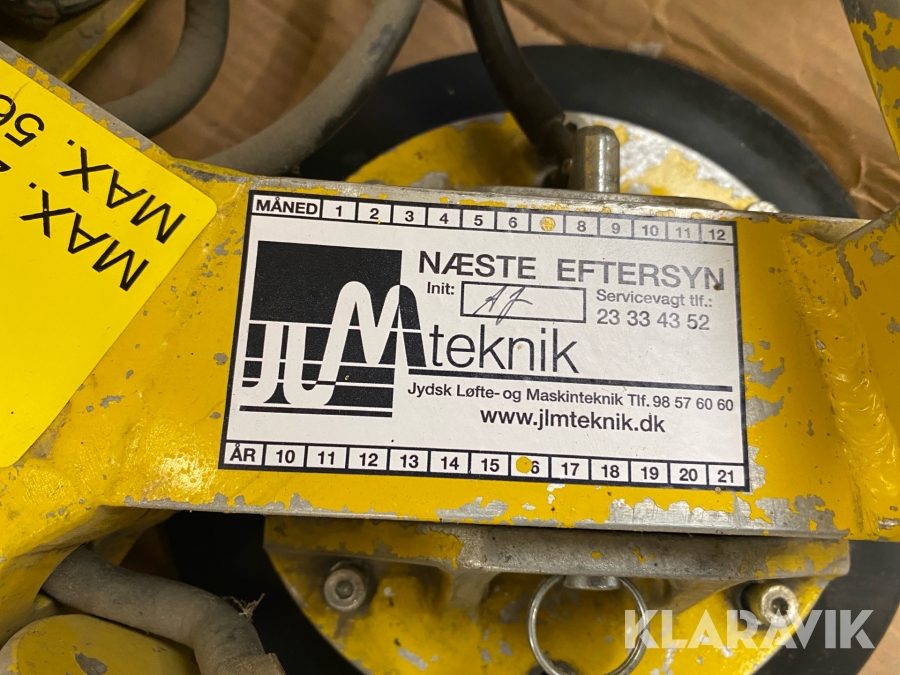 MAX.
MAX. 50
MÅNED 1 2 3 4 5 6 8 9 10 11 12
NÆSTE EFTERSYN
Init:
Servicevagt tlf.:
23 33 43 52
JLM teknik
Jydsk Løfte- og Maskinteknik Tlf. 98 57 60 60
www.jlmteknik.dk
ÅR 10 11 12 13 14 15 16 17 18 19 20 21
KLARAVIK